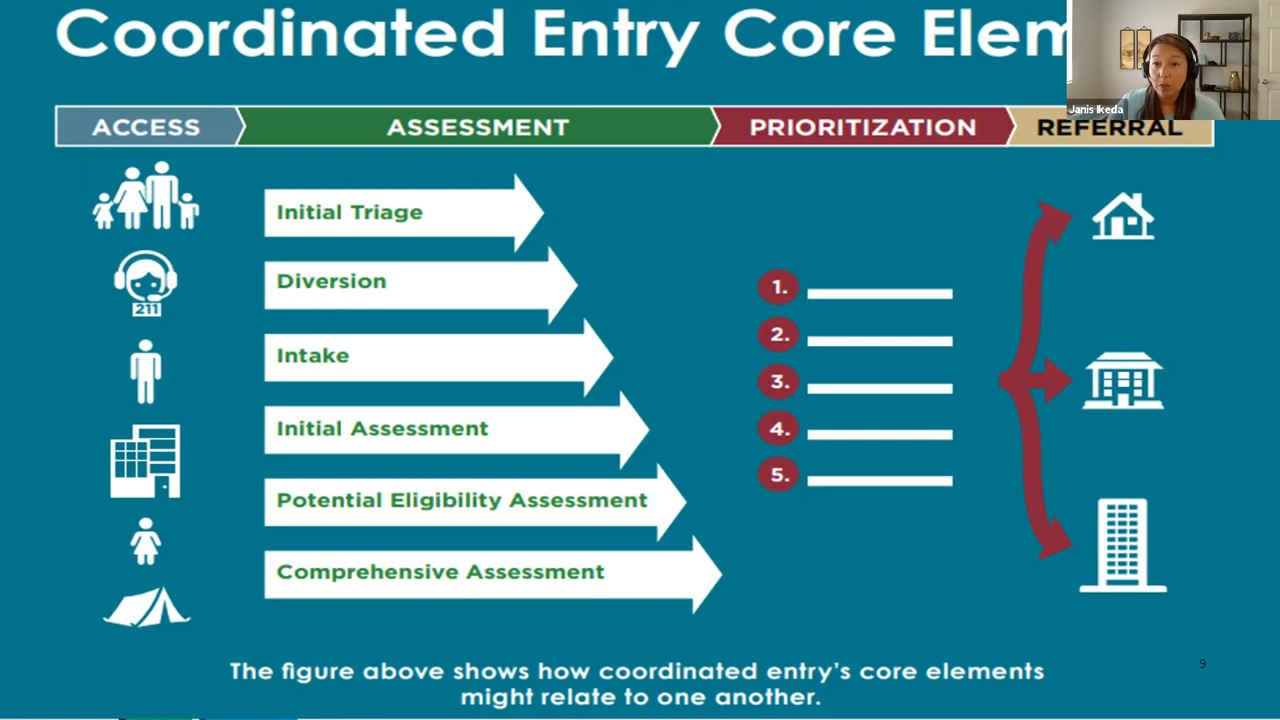 Coordinated Entry Core Elem
Janis Ikeda
ACCESS
ASSESSMENT
PRIORITIZATION
REFERRAL
Initial Triage
Diversion
211
Intake
Initial Assessment
Potential Eligibility Assessment
Comprehensive Assessment
1.
2.
3.
4.
5.
The figure above shows how coordinated entry's core elements
might relate to one another.
9